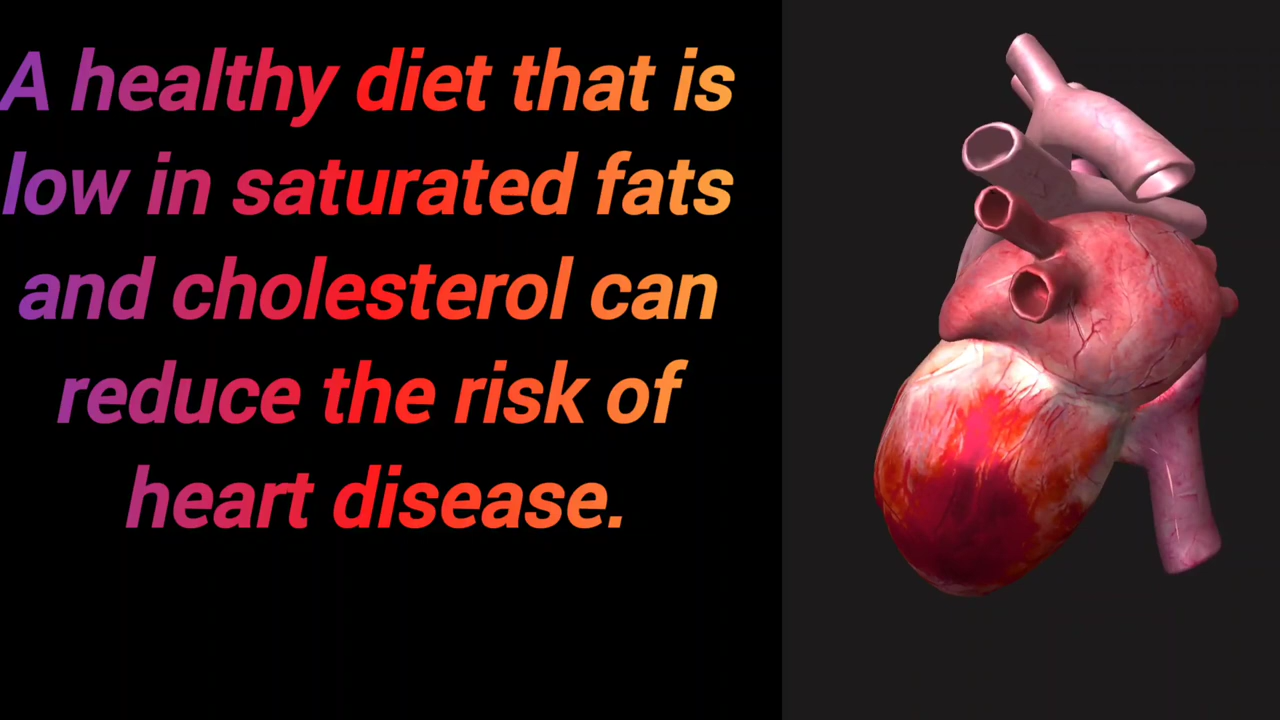 A healthy diet that is
low in saturated fats
and cholesterol can
reduce the risk of
heart disease.